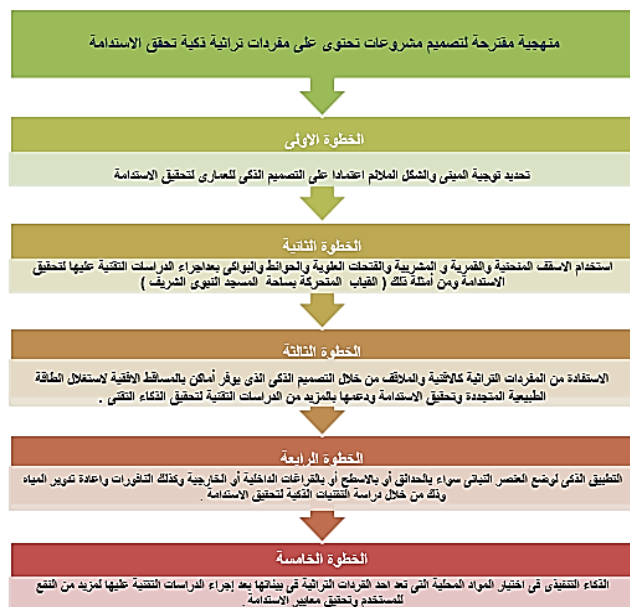 منهجية مقترحة لتصميم مشروعات تحتوى على مفردات تراثية ذكية تحقق الاستدامة
الخطوة الاولى
تحديد توجية المبنى والشكل الملائم اعتمادا على التصميم الذكى للعمارى لتحقيق الاستدامة
الخطوة الثانية
استخدام الاسقف المنحنية والقمرية و المشربية والفتحات العلوية والحوائط والبواكى بعداجراء الدراسات التقنية عليها لتحقيق
الاستدامة ومن أمثلة ذلك ( القباب المتحركة بساحة المسجد النبوى الشريف )
الخطوة الثالثة
الاستفادة من المفردات التراثية كالافنية والملاقف من خلال التصميم الذكى الذى يوفر أماكن بالمساقط الافقية لاستغلال الطاقة
الطبيعية المتجددة وتحقيق الاستدامة ودعمها بالمزيد من الدراسات التقنية لتحقيق الذكاء التقنى .
الخطوة الرابعة
التطبيق الذكى لوضع العنصر النباتى سواء بالحدائق أو بالاسطح أو بالفراغات الداخلية أو الخارجية وكذلك النافورات واعادة تدوير المياه
وذلك من خلال دراسة التقنيات الذكية لتحقيق الاستدامة .
الخطوة الخامسة
الذكاء التنفيذى فى اختيار المواد المحلية التى تعد احد الفردات التراثية فى بيئاتها بعد إجراء الدراسات التقنية عليها لمزيد من النفع
للمستخدم وتحقيق معايير الاستدامة .